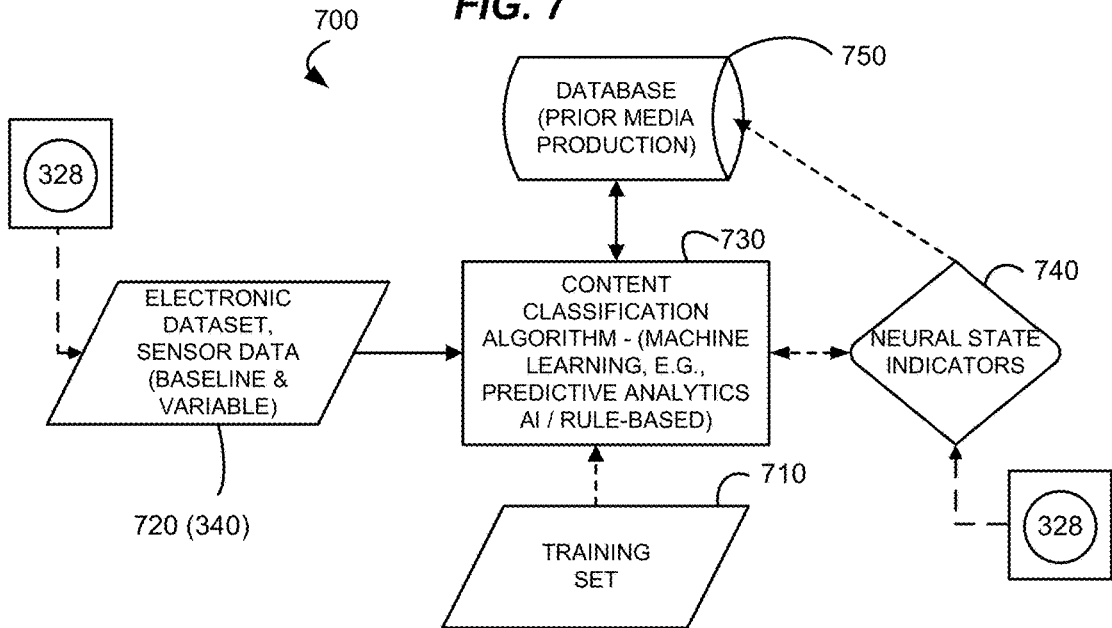 FIG. 7
700
750
DATABASE
(PRIOR MEDIA
PRODUCTION)
328
730
740
ELECTRONIC
DATASET,
SENSOR DATA
(BASELINE &
VARIABLE)
CONTENT
CLASSIFICATION
ALGORITHM - (MACHINE
LEARNING, E.G.,
PREDICTIVE ANALYTICS
AI / RULE-BASED)
NEURAL STATE
INDICATORS
710
720 (340)
TRAINING
SET
328